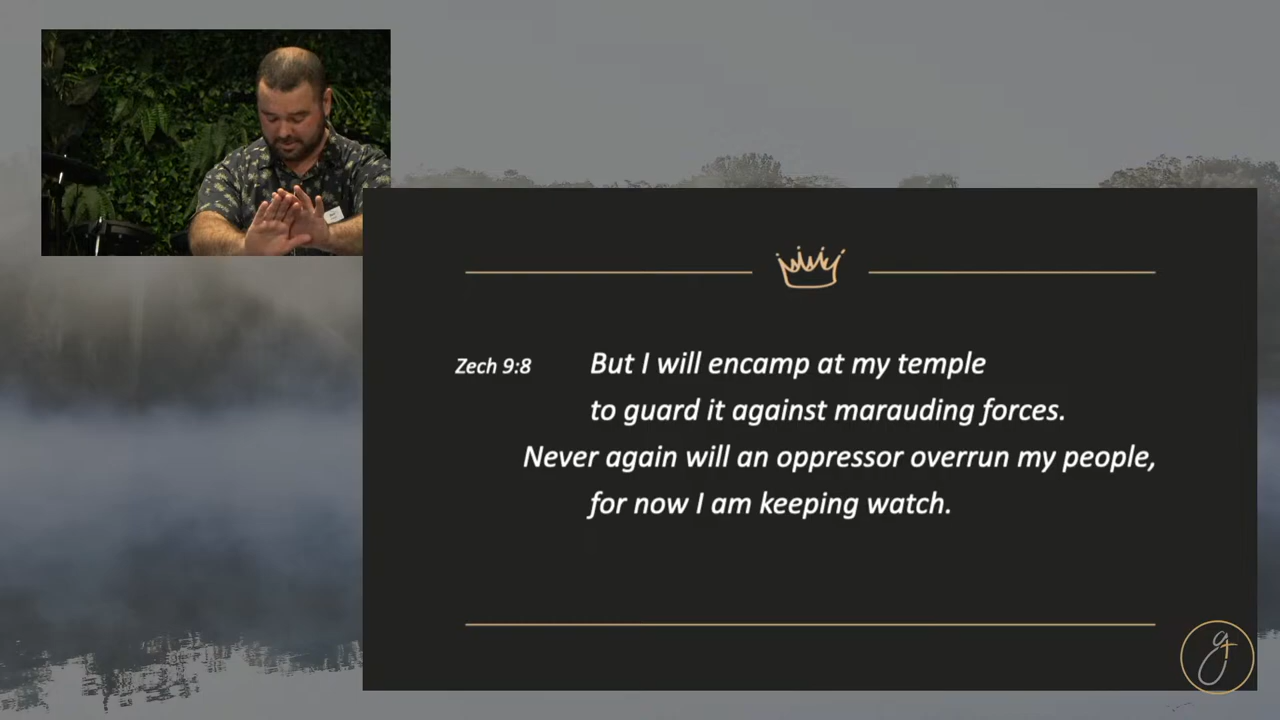 Zech 9:8 But I will encamp at my temple
to guard it against marauding forces.
Never again will an oppressor overrun my people,
for now I am keeping watch.